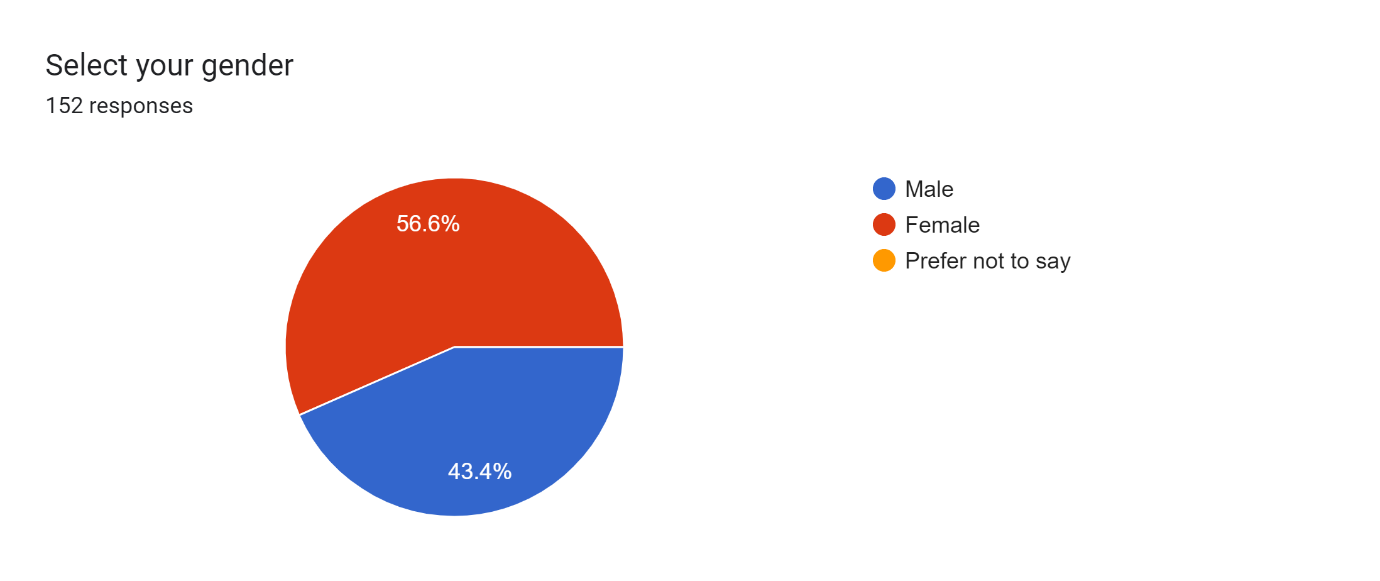 Select your gender
152 responses
56.6%
43.4%
Male
Female
Prefer not to say